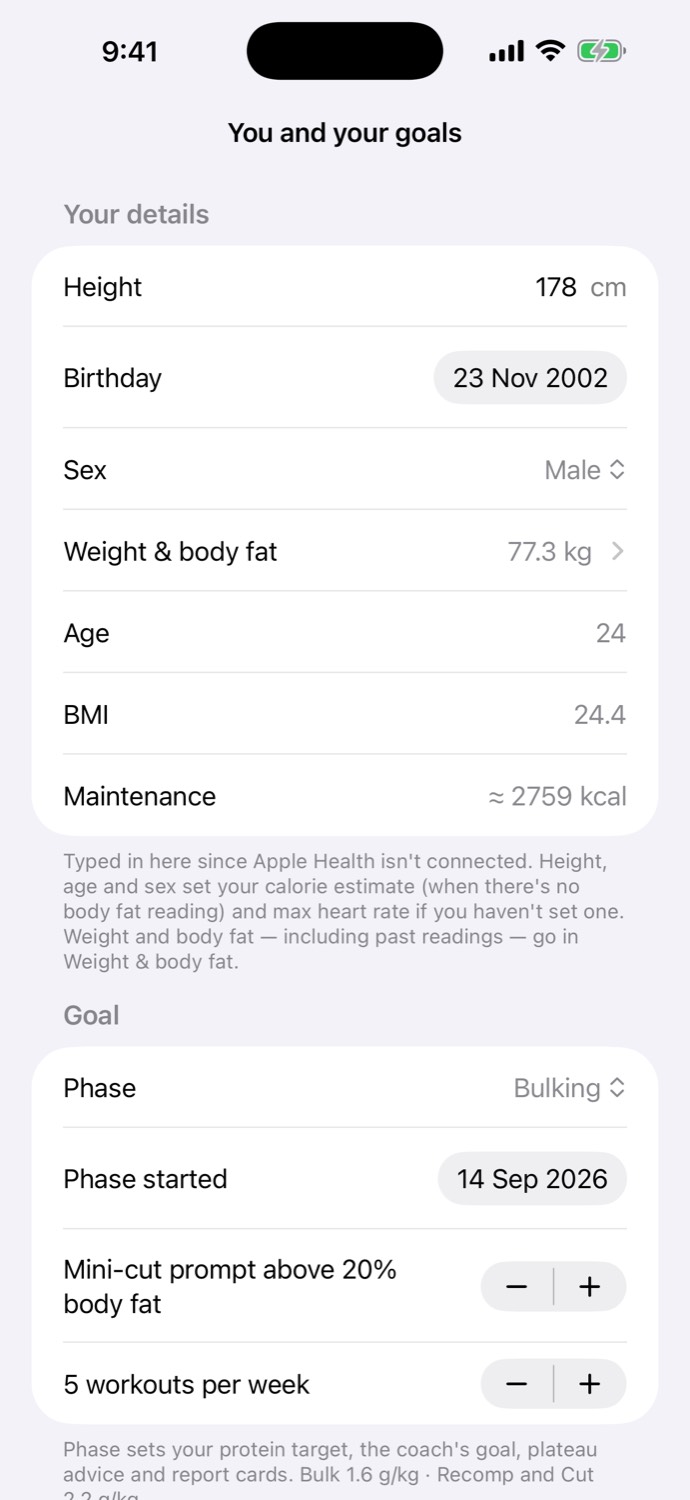 9:41
You and your goals
Your details
Height 178 cm
Birthday 23 Nov 2002
Sex Male
Weight & body fat 77.3 kg
Age 24
BMI 24.4
Maintenance ≈ 2759 kcal
Typed in here since Apple Health isn't connected. Height,
age and sex set your calorie estimate (when there's no
body fat reading) and max heart rate if you haven't set one.
Weight and body fat — including past readings — go in
Weight & body fat.
Goal
Phase Bulking
Phase started 14 Sep 2026
Mini-cut prompt above 20%
body fat
5 workouts per week
Phase sets your protein target, the coach's goal, plateau
advice and report cards. Bulk 1.6 g/kg · Recomp and Cut
2.2 g/kg